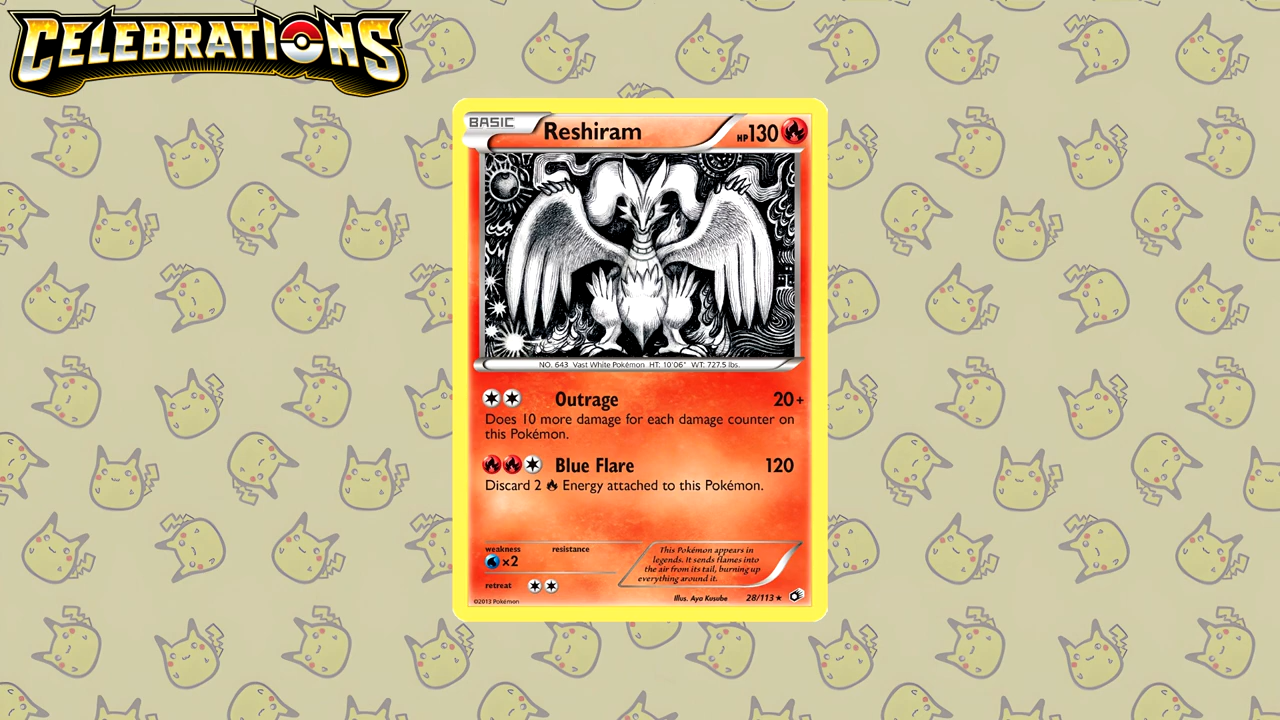 CELEBRATIONS
BASIC
Reshiram
HP130
NO. 643 Vast White Pokémon HT: 10'06" WT: 727.5 lbs.
Outrage 20+
Does 10 more damage for each damage counter on
this Pokémon.
Blue Flare 120
Discard 2 Energy attached to this Pokémon.
weakness resistance
×2
This Pokémon appears in
legends. It sends flames into
the air from its tail, burning up
everything around it.
retreat
©2013 Pokémon Illus. Aya Kusube 28/113 ★